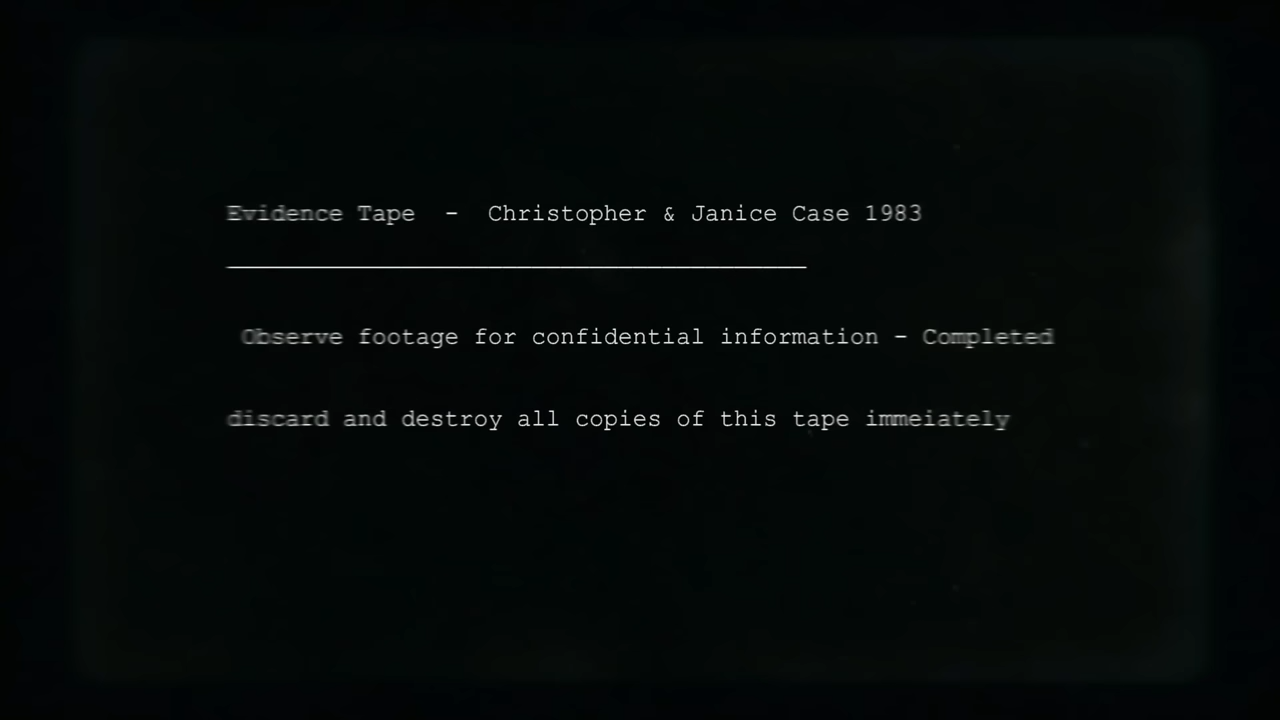 Evidence Tape - Christopher & Janice Case 1983
Observe footage for confidential information - Completed
discard and destroy all copies of this tape immeiately